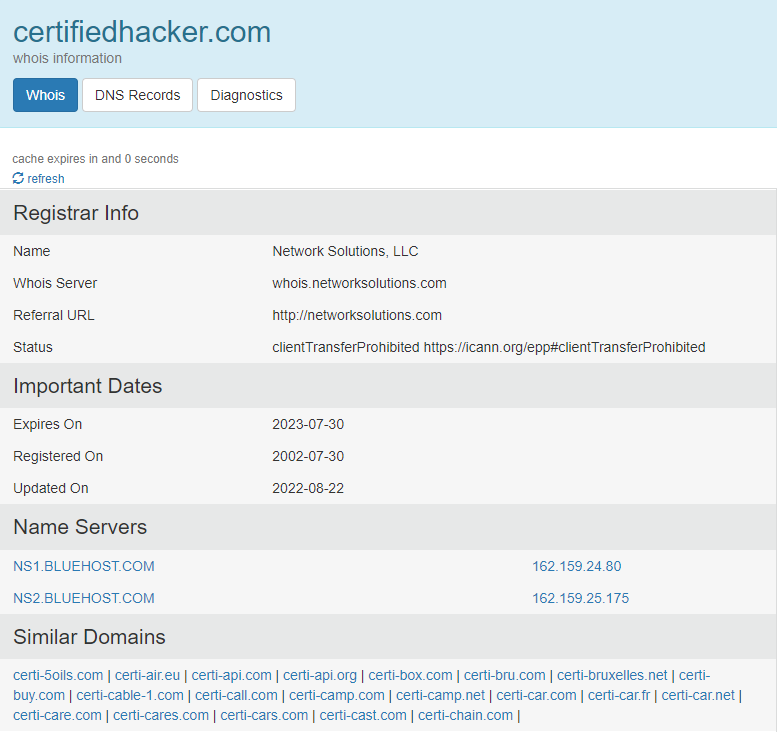 certifiedhacker.com
whois information
Whois DNS Records Diagnostics
cache expires in and 0 seconds
refresh
Registrar Info
Name Network Solutions, LLC
Whois Server whois.networksolutions.com
Referral URL http://networksolutions.com
Status clientTransferProhibited https://icann.org/epp#clientTransferProhibited
Important Dates
Expires On 2023-07-30
Registered On 2002-07-30
Updated On 2022-08-22
Name Servers
NS1.BLUEHOST.COM 162.159.24.80
NS2.BLUEHOST.COM 162.159.25.175
Similar Domains
certi-5oils.com | certi-air.eu | certi-api.com | certi-api.org | certi-box.com | certi-bru.com | certi-bruxelles.net | certi-
buy.com | certi-cable-1.com | certi-call.com | certi-camp.com | certi-camp.net | certi-car.com | certi-car.fr | certi-car.net |
certi-care.com | certi-cares.com | certi-cars.com | certi-cast.com | certi-chain.com |